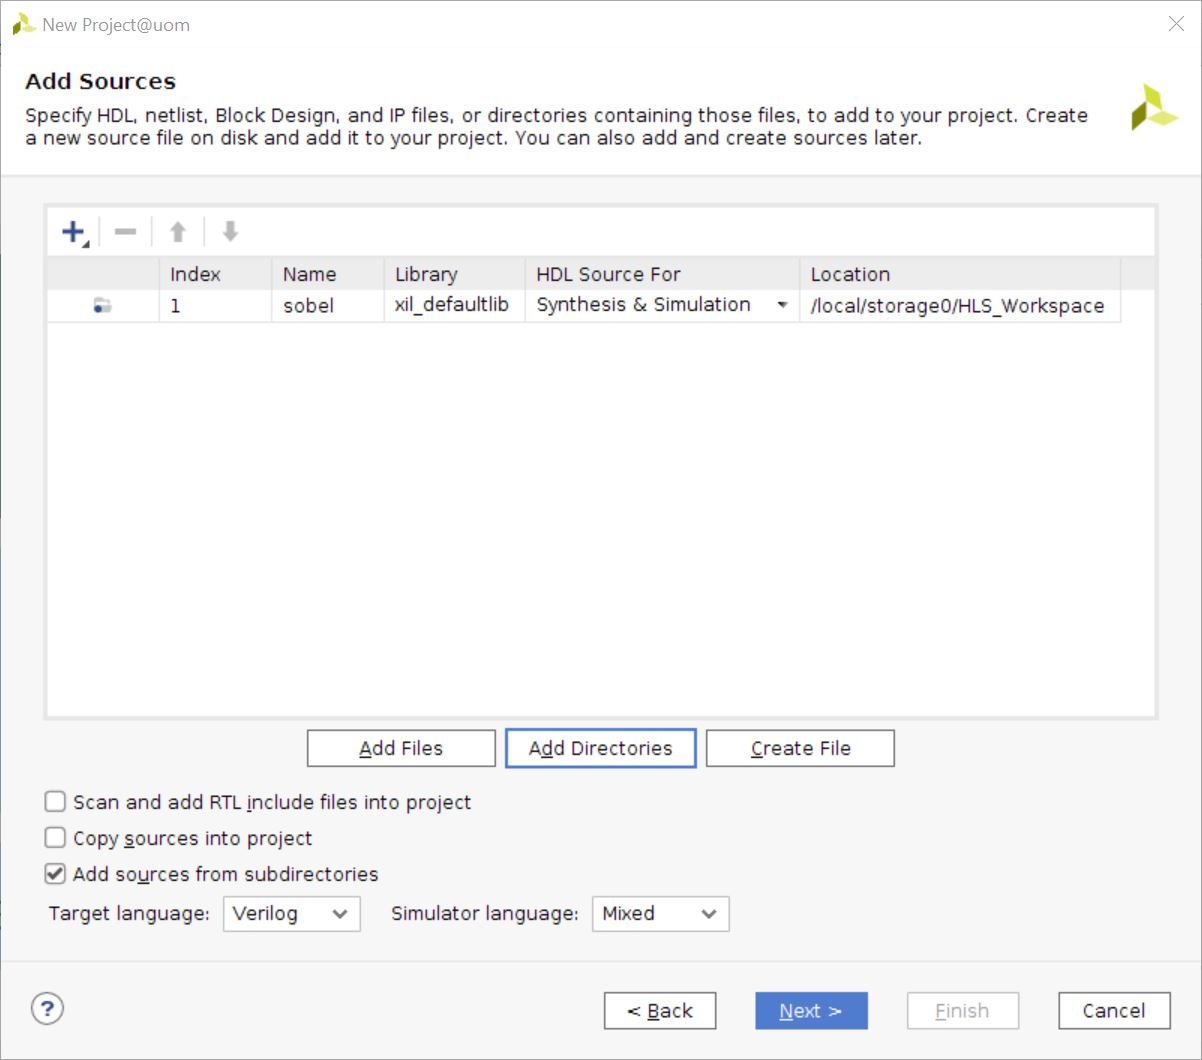 New Project@uom
Add Sources
Specify HDL, netlist, Block Design, and IP files, or directories containing those files, to add to your project. Create
a new source file on disk and add it to your project. You can also add and create sources later.
Index Name Library HDL Source For Location
1 sobel xil_defaultlib Synthesis & Simulation /local/storage0/HLS_Workspace
Add Files Add Directories Create File
Scan and add RTL include files into project
Copy sources into project
Add sources from subdirectories
Target language: Verilog Simulator language: Mixed
? < Back Next > Finish Cancel